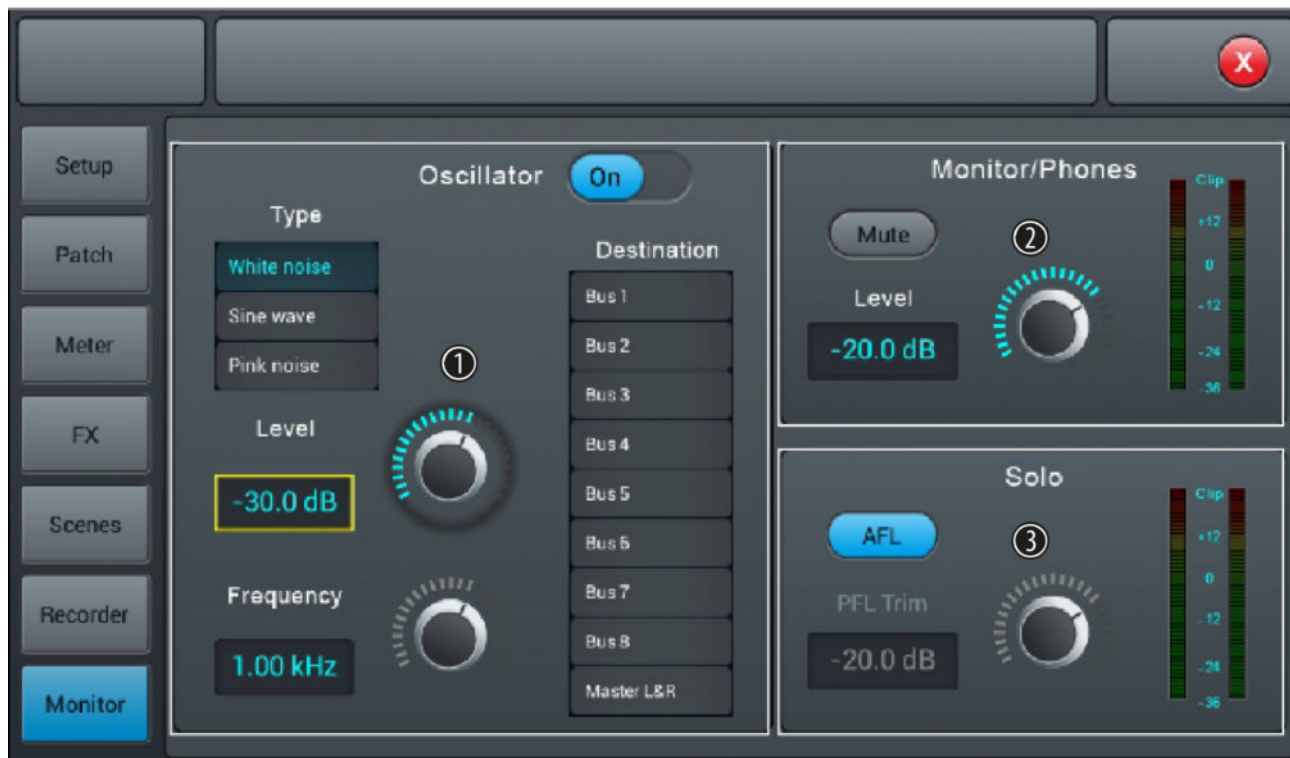 X
Setup
Patch
Meter
FX
Scenes
Recorder
Monitor
Oscillator On
Type
White noise
Sine wave
Pink noise
①
Level
-30.0 dB
Frequency
1.00 kHz
Destination
Bus 1
Bus 2
Bus 3
Bus 4
Bus 5
Bus 6
Bus 7
Bus 8
Master L&R
Monitor/Phones
Mute
②
Level
-20.0 dB
Clip
+12
0
-12
-24
-36
Solo
AFL
③
PFL Trim
-20.0 dB
Clip
+12
0
-12
-24
-36